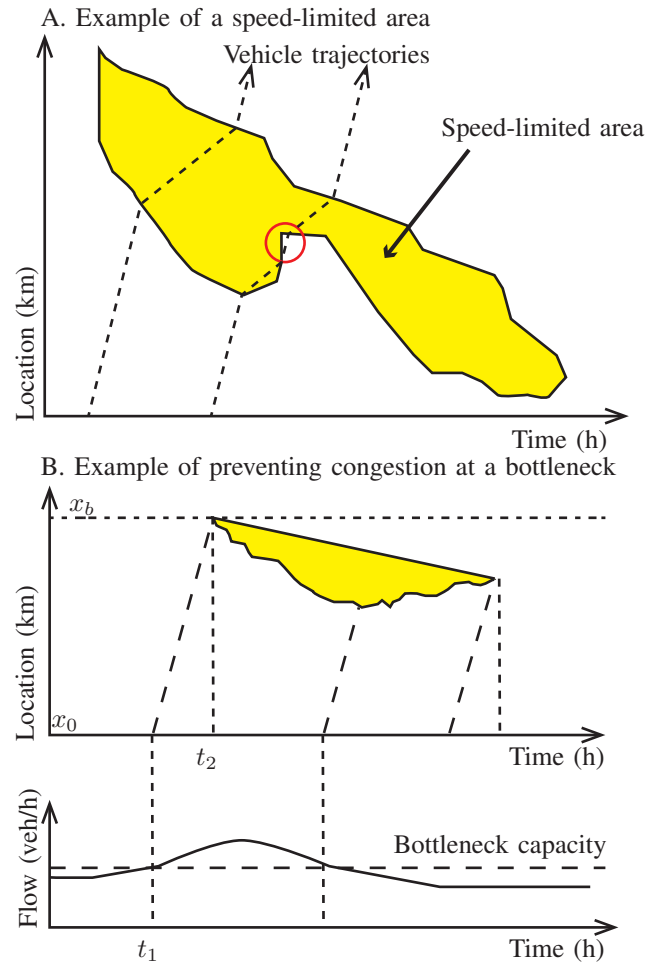 A. Example of a speed-limited area
Vehicle trajectories
Speed-limited area
Location (km)
Time (h)
B. Example of preventing congestion at a bottleneck
x_b
Location (km)
x_0
t_2
Time (h)
Flow (veh/h)
Bottleneck capacity
t_1
Time (h)